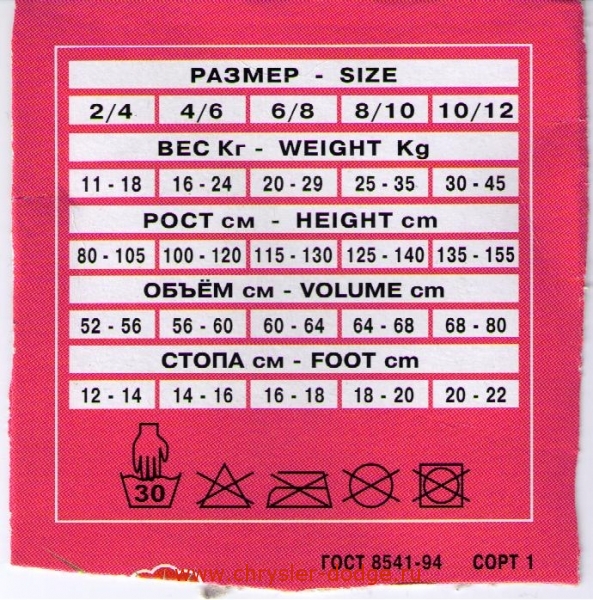 РАЗМЕР - SIZE
2/4 4/6 6/8 8/10 10/12
ВЕС Кг - WEIGHT Kg
11 - 18 16 - 24 20 - 29 25 - 35 30 - 45
РОСТ см - HEIGHT cm
80 - 105 100 - 120 115 - 130 125 - 140 135 - 155
ОБЪЁМ см - VOLUME cm
52 - 56 56 - 60 60 - 64 64 - 68 68 - 80
СТОПА см - FOOT cm
12 - 14 14 - 16 16 - 18 18 - 20 20 - 22
30
ГОСТ 8541-94 СОРТ 1
www.chrysler-dodge.ru